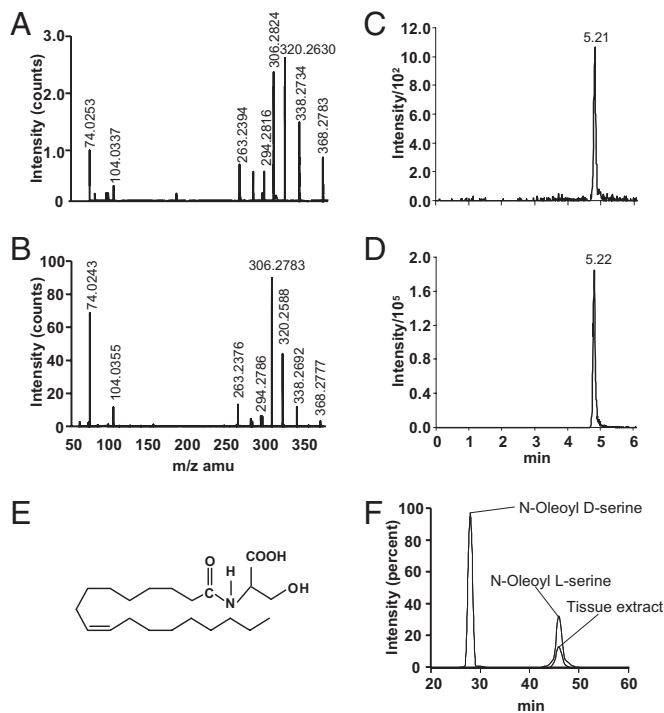 A
Intensity (counts)
3.0
2.0
1.0
0
74.0253
104.0337
263.2394
294.2816
306.2824
320.2630
338.2734
368.2783
B
Intensity (counts)
100
80
60
40
20
0
74.0243
104.0355
263.2376
294.2786
306.2783
320.2588
338.2692
368.2777
50 100 150 200 250 300 350
m/z amu
C
Intensity/10²
12.0
10.0
8.0
6.0
4.0
2.0
0.0
5.21
0 1 2 3 4 5 6
D
Intensity/10⁵
2.0
1.6
1.2
0.8
0.4
0
5.22
0 1 2 3 4 5 6
min
E
O
C
H
N
COOH
OH
F
Intensity (percent)
100
80
60
40
20
0
N-Oleoyl D-serine
N-Oleoyl L-serine
Tissue extract
20 30 40 50 60
min